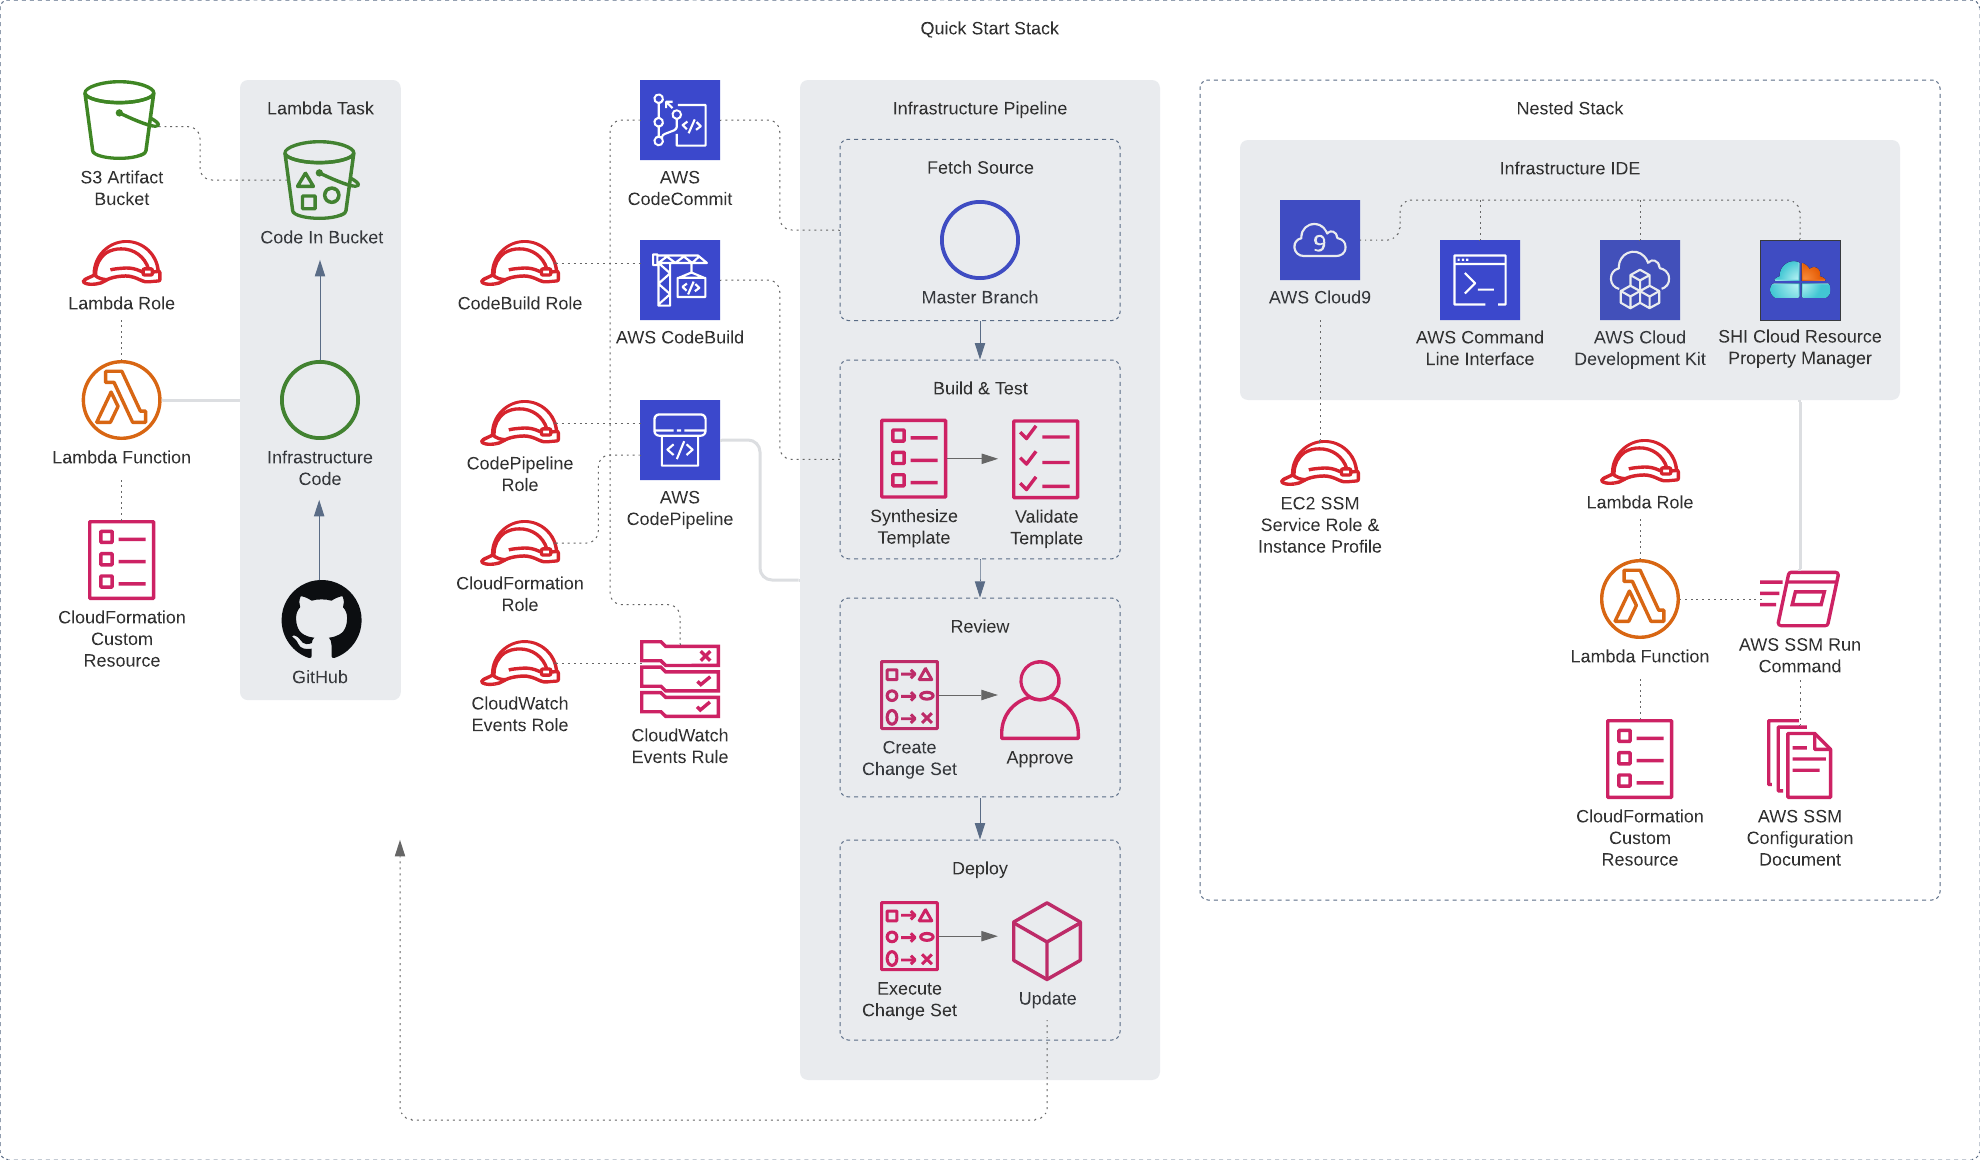 Quick Start Stack
S3 Artifact
Bucket
Lambda Role
Lambda Function
CloudFormation
Custom
Resource
Lambda Task
Code In Bucket
Infrastructure
Code
GitHub
CodeBuild Role
CodePipeline
Role
CloudFormation
Role
CloudWatch
Events Role
AWS
CodeCommit
AWS CodeBuild
AWS
CodePipeline
CloudWatch
Events Rule
Infrastructure Pipeline
Fetch Source
Master Branch
Build & Test
Synthesize
Template
Validate
Template
Review
Create
Change Set
Approve
Deploy
Execute
Change Set
Update
Nested Stack
Infrastructure IDE
9
AWS Cloud9
AWS Command
Line Interface
AWS Cloud
Development Kit
SHI Cloud Resource
Property Manager
EC2 SSM
Service Role &
Instance Profile
Lambda Role
Lambda Function
CloudFormation
Custom
Resource
AWS SSM Run
Command
AWS SSM
Configuration
Document